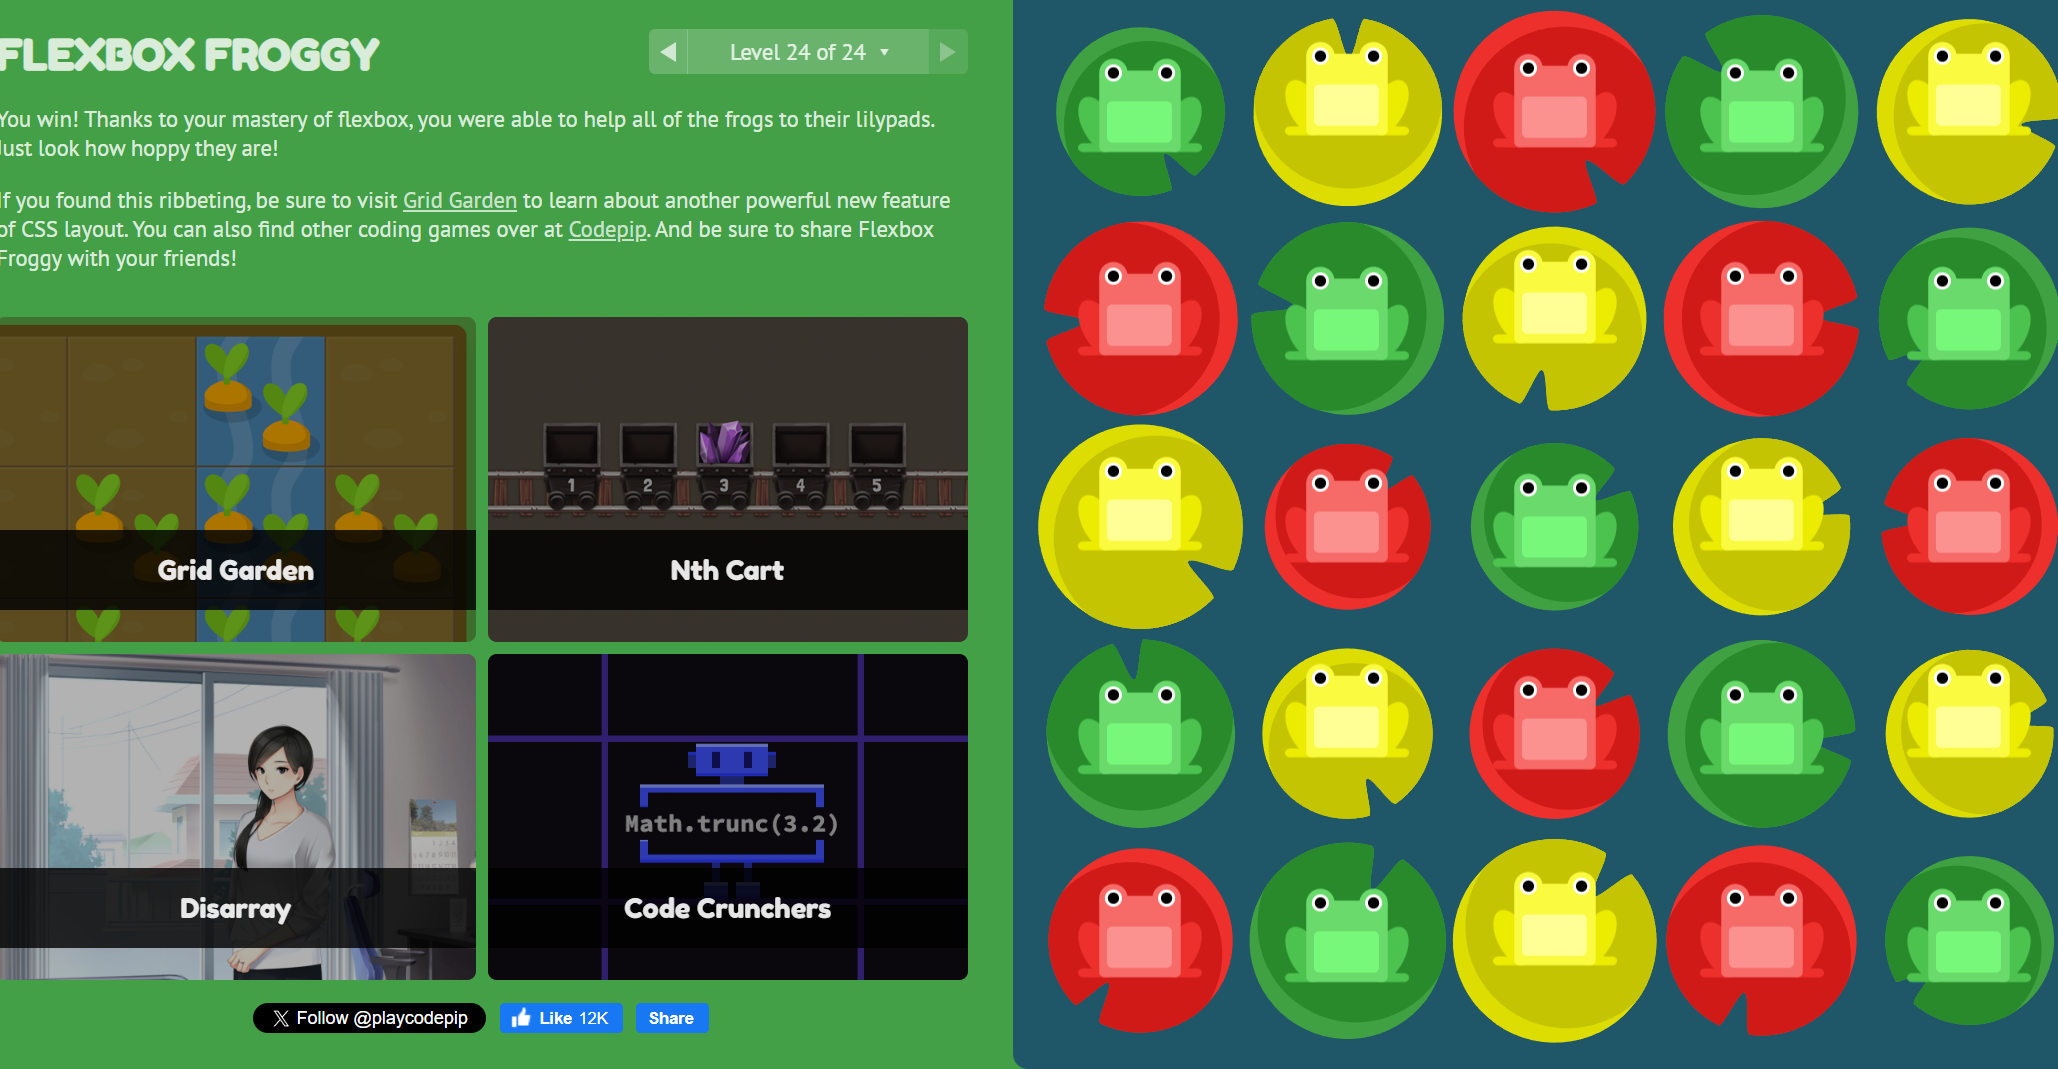 FLEXBOX FROGGY
Level 24 of 24
You win! Thanks to your mastery of flexbox, you were able to help all of the frogs to their lilypads.
Just look how hoppy they are!
If you found this ribbeting, be sure to visit Grid Garden to learn about another powerful new feature
of CSS layout. You can also find other coding games over at Codepip. And be sure to share Flexbox
Froggy with your friends!
1 2 3 4 5
Grid Garden
Nth Cart
Math.trunc(3.2)
Disarray
Code Crunchers
Follow @playcodepip
Like 12K
Share